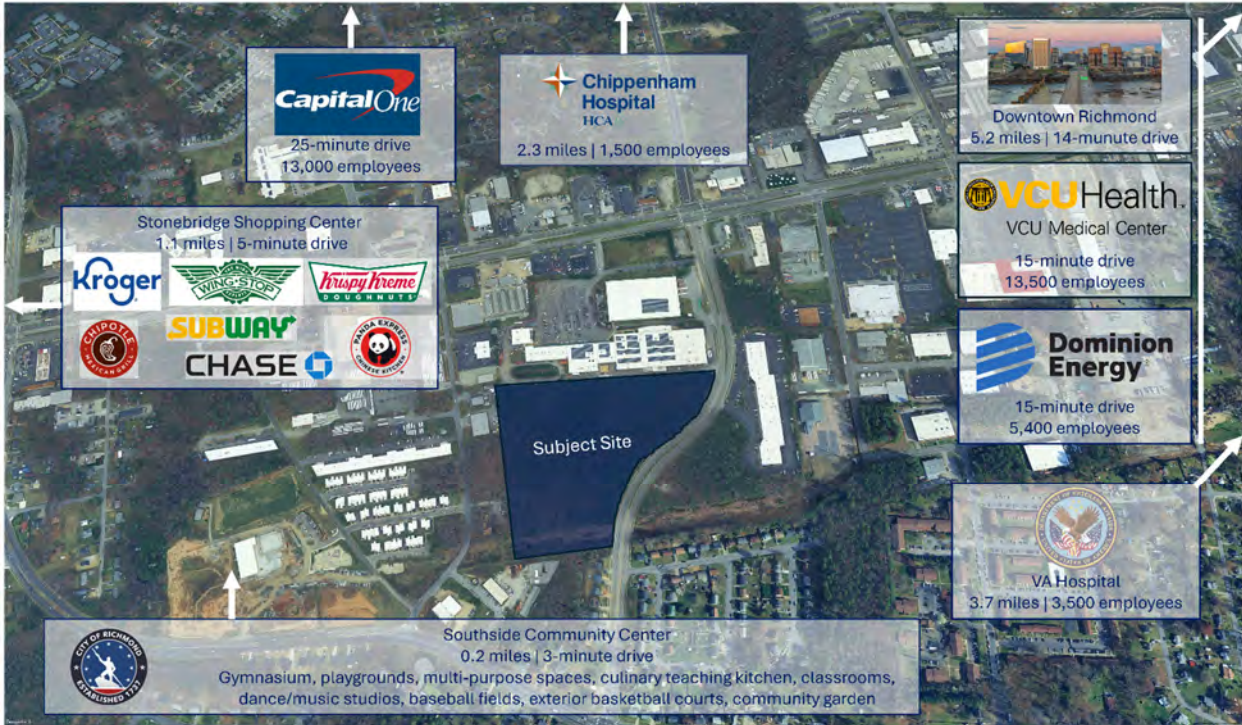 Capital One
25-minute drive
13,000 employees
Chippenham
Hospital
HCA
2.3 miles | 1,500 employees
Downtown Richmond
5.2 miles | 14-munute drive
VCUHealth.
VCU Medical Center
15-minute drive
13,500 employees
Stonebridge Shopping Center
1.1 miles | 5-minute drive
Kroger
WING·STOP
Krispy Kreme
DOUGHNUTS
CHIPOTLE
MEXICAN GRILL
SUBWAY
CHASE
PANDA EXPRESS
CHINESE KITCHEN
Dominion
Energy
15-minute drive
5,400 employees
Subject Site
VA Hospital
3.7 miles | 3,500 employees
CITY OF RICHMOND
ESTABLISHED 1737
Southside Community Center
0.2 miles | 3-minute drive
Gymnasium, playgrounds, multi-purpose spaces, culinary teaching kitchen, classrooms,
dance/music studios, baseball fields, exterior basketball courts, community garden